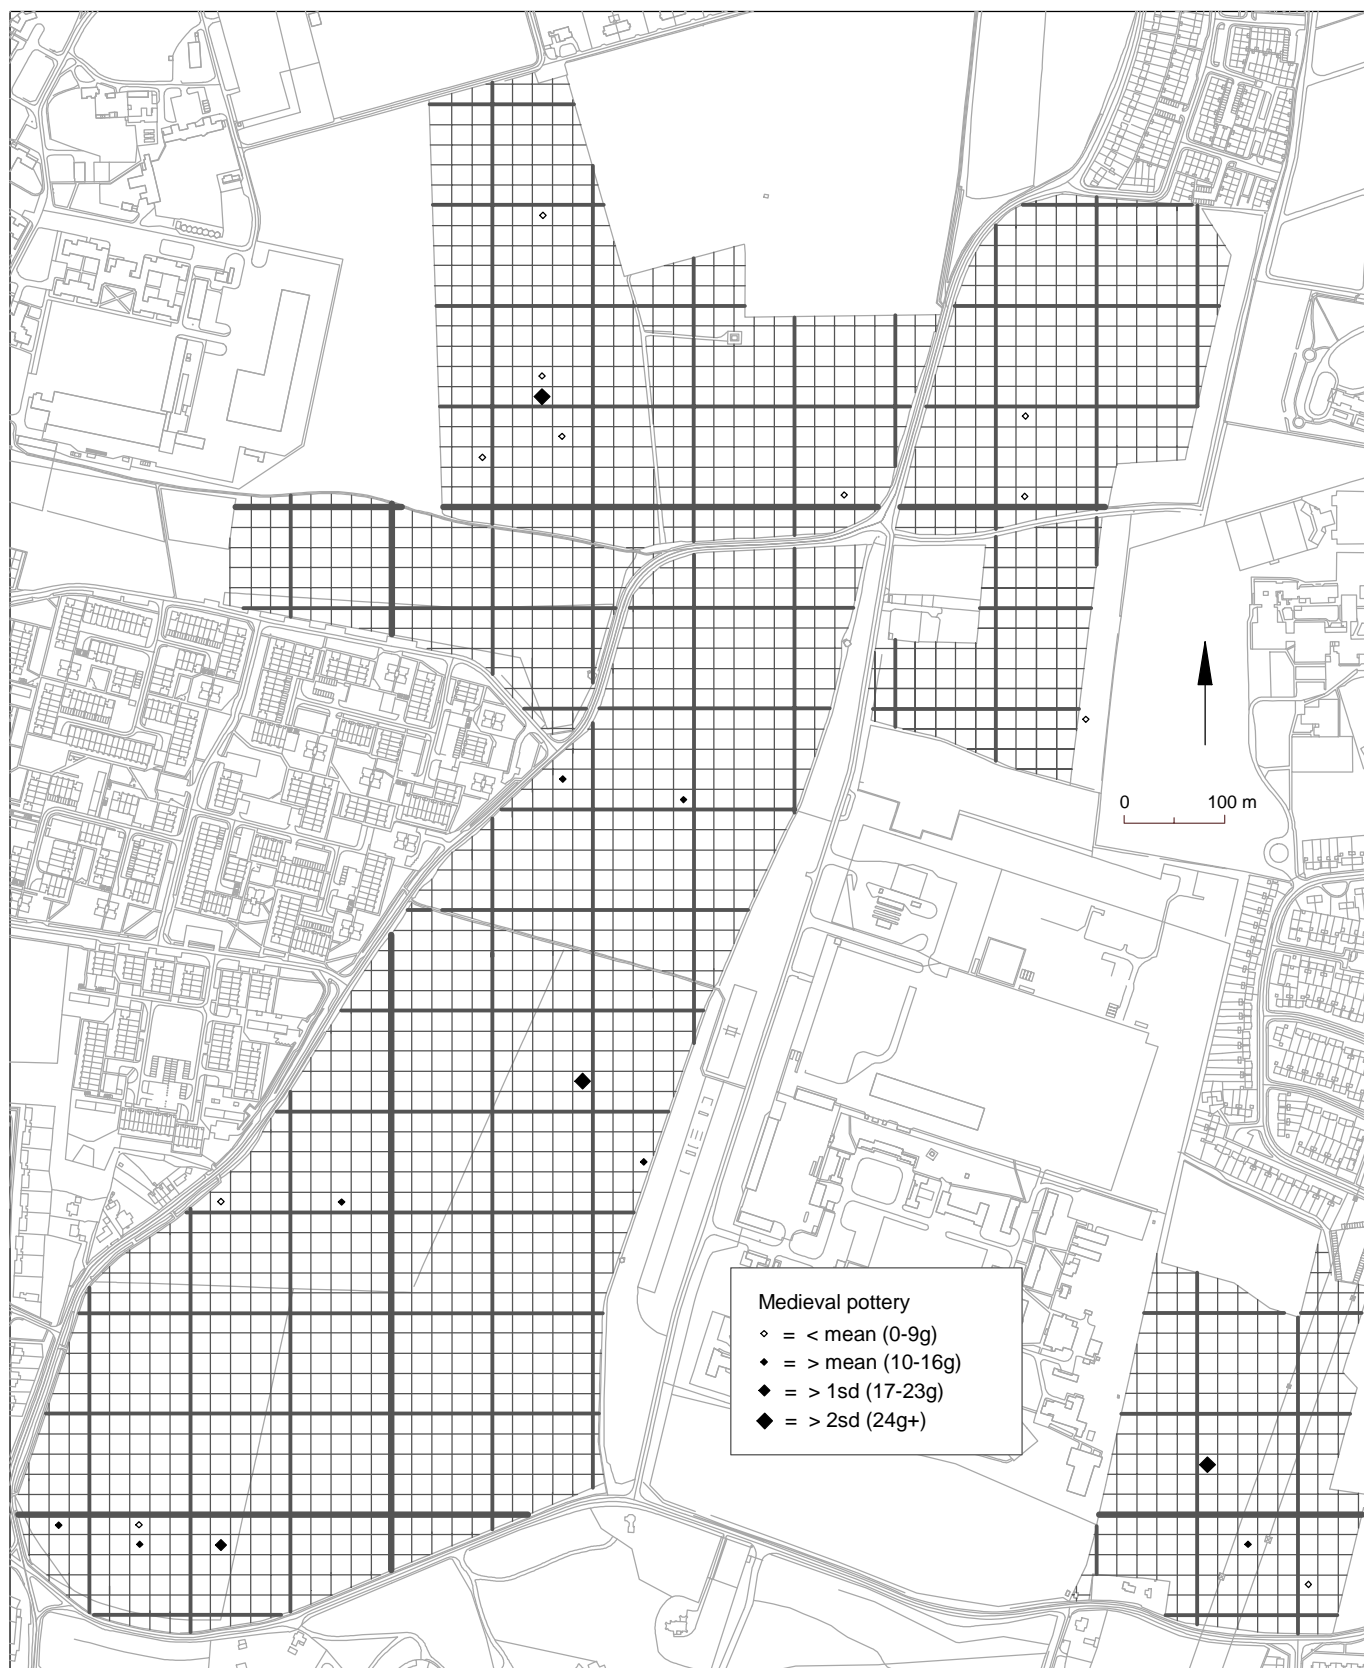 0 100 m
Medieval pottery
= < mean (0-9g)
= > mean (10-16g)
= > 1sd (17-23g)
= > 2sd (24g+)